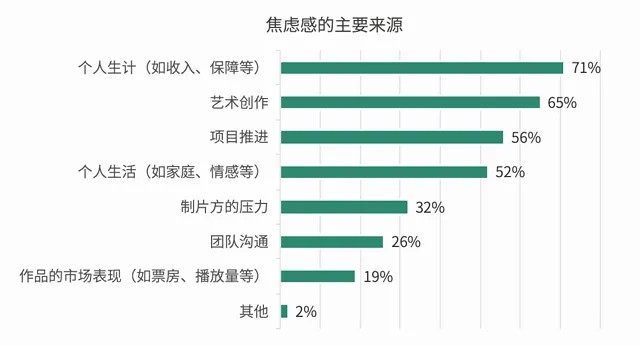 焦虑感的主要来源
个人生计（如收入、保障等） 71%
艺术创作 65%
项目推进 56%
个人生活（如家庭、情感等） 52%
制片方的压力 32%
团队沟通 26%
作品的市场表现（如票房、播放量等） 19%
其他 2%